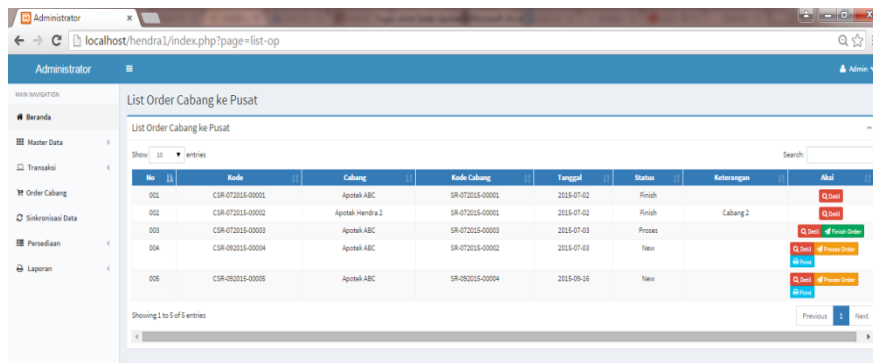 Administrator
localhost/hendra1/index.php?page=list-op
Administrator
Admin
MAIN NAVIGATION
Beranda
Master Data
Transaksi
Order Cabang
Sinkronisasi Data
Persediaan
Laporan
List Order Cabang ke Pusat
List Order Cabang ke Pusat
Show 10 entries
Search:
No Kode Cabang Kode Cabang Tanggal Status Keterangan Aksi
001 CSR-072015-00001 Apotek ABC SR-072015-00001 2015-07-02 Finish Detil
002 CSR-072015-00002 Apotek Hendra 2 SR-072015-00001 2015-07-02 Finish Cabang 2 Detil
003 CSR-072015-00003 Apotek ABC SR-072015-00003 2015-07-03 Proses Detil Finish Order
004 CSR-092015-00004 Apotek ABC SR-072015-00002 2015-07-03 New Detil Proses Order
Print
005 CSR-092015-00005 Apotek ABC SR-092015-00004 2015-09-16 New Detil Proses Order
Print
Showing 1 to 5 of 5 entries
Previous 1 Next